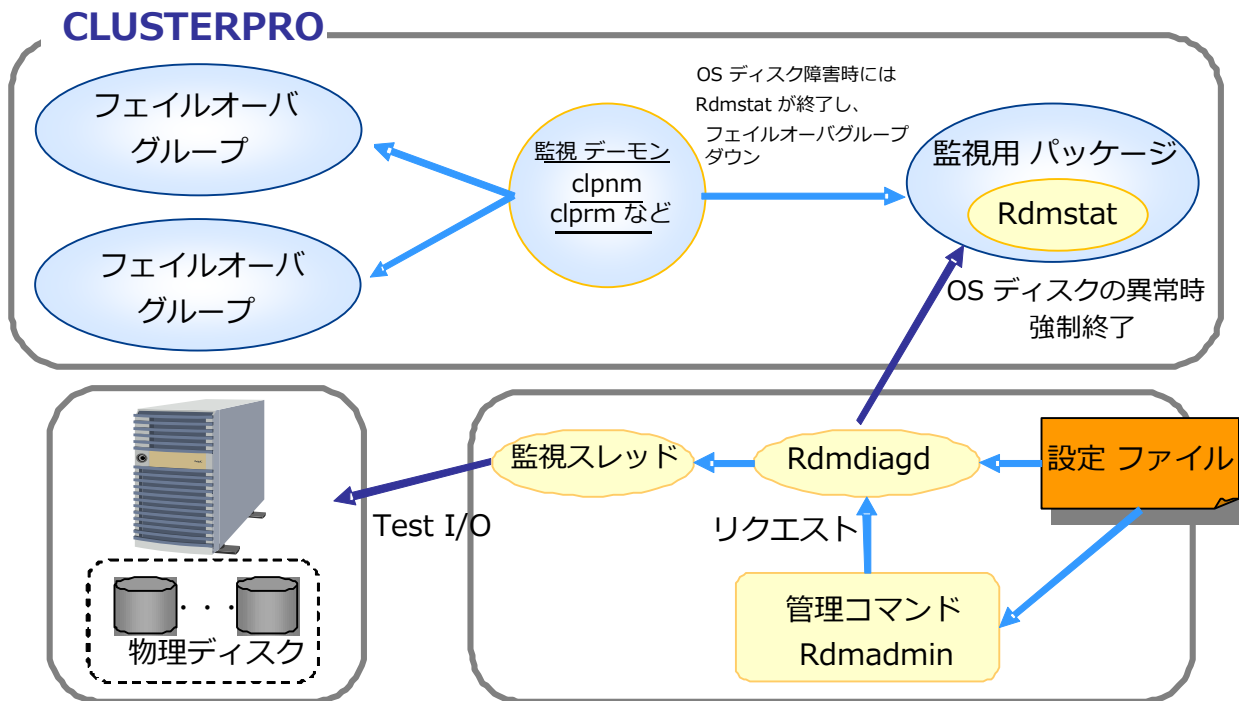 CLUSTERPRO
フェイルオーバ
グループ
フェイルオーバ
グループ
監視 デーモン
clpnm
clprm など
OS ディスク障害時には
Rdmstat が終了し、
フェイルオーバグループ
ダウン
監視用 パッケージ
Rdmstat
OS ディスクの異常時
強制終了
監視スレッド
Rdmdiagd
設定 ファイル
Test I/O
リクエスト
管理コマンド
Rdmadmin
・・・
物理ディスク